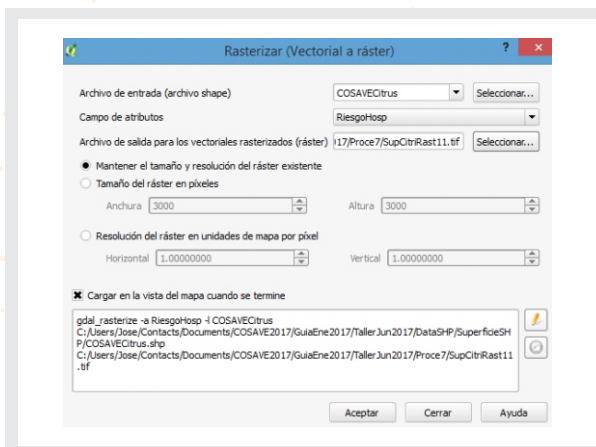 Rasterizar (Vectorial a ráster)
? ×
Archivo de entrada (archivo shape) COSAVECitrus Seleccionar...
Campo de atributos RiesgoHosp
Archivo de salida para los vectoriales rasterizados (ráster) 017/Proce7/SupCitriRast11.tif Seleccionar...
Mantener el tamaño y resolución del ráster existente
Tamaño del ráster en píxeles
Anchura 3000 Altura 3000
Resolución del ráster en unidades de mapa por píxel
Horizontal 1.00000000 Vertical 1.00000000
Cargar en la vista del mapa cuando se termine
gdal_rasterize -a RiesgoHosp -l COSAVECitrus
C:/Users/Jose/Contacts/Documents/COSAVE2017/GuiaEne2017/TallerJun2017/DataSHP/SuperficieSH
P/COSAVECitrus.shp
C:/Users/Jose/Contacts/Documents/COSAVE2017/GuiaEne2017/TallerJun2017/Proce7/SupCitriRast11
.tif
Aceptar Cerrar Ayuda